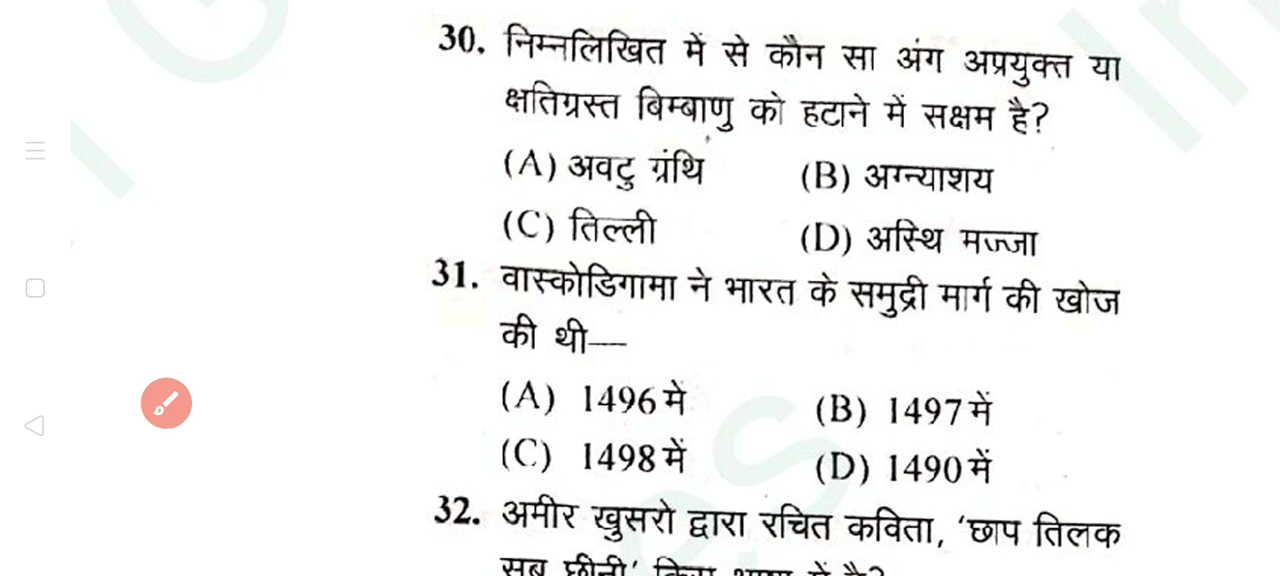 30. निम्नलिखित में से कौन सा अंग अप्रयुक्त या
क्षतिग्रस्त बिम्बाणु को हटाने में सक्षम है?
(A) अवटु ग्रंथि (B) अग्न्याशय
(C) तिल्ली (D) अस्थि मज्जा
31. वास्कोडिगामा ने भारत के समुद्री मार्ग की खोज
की थी—
(A) 1496 में (B) 1497 में
(C) 1498 में (D) 1490 में
32. अमीर खुसरो द्वारा रचित कविता, ‘छाप तिलक
सब छीनी’ किस भाषा में है?